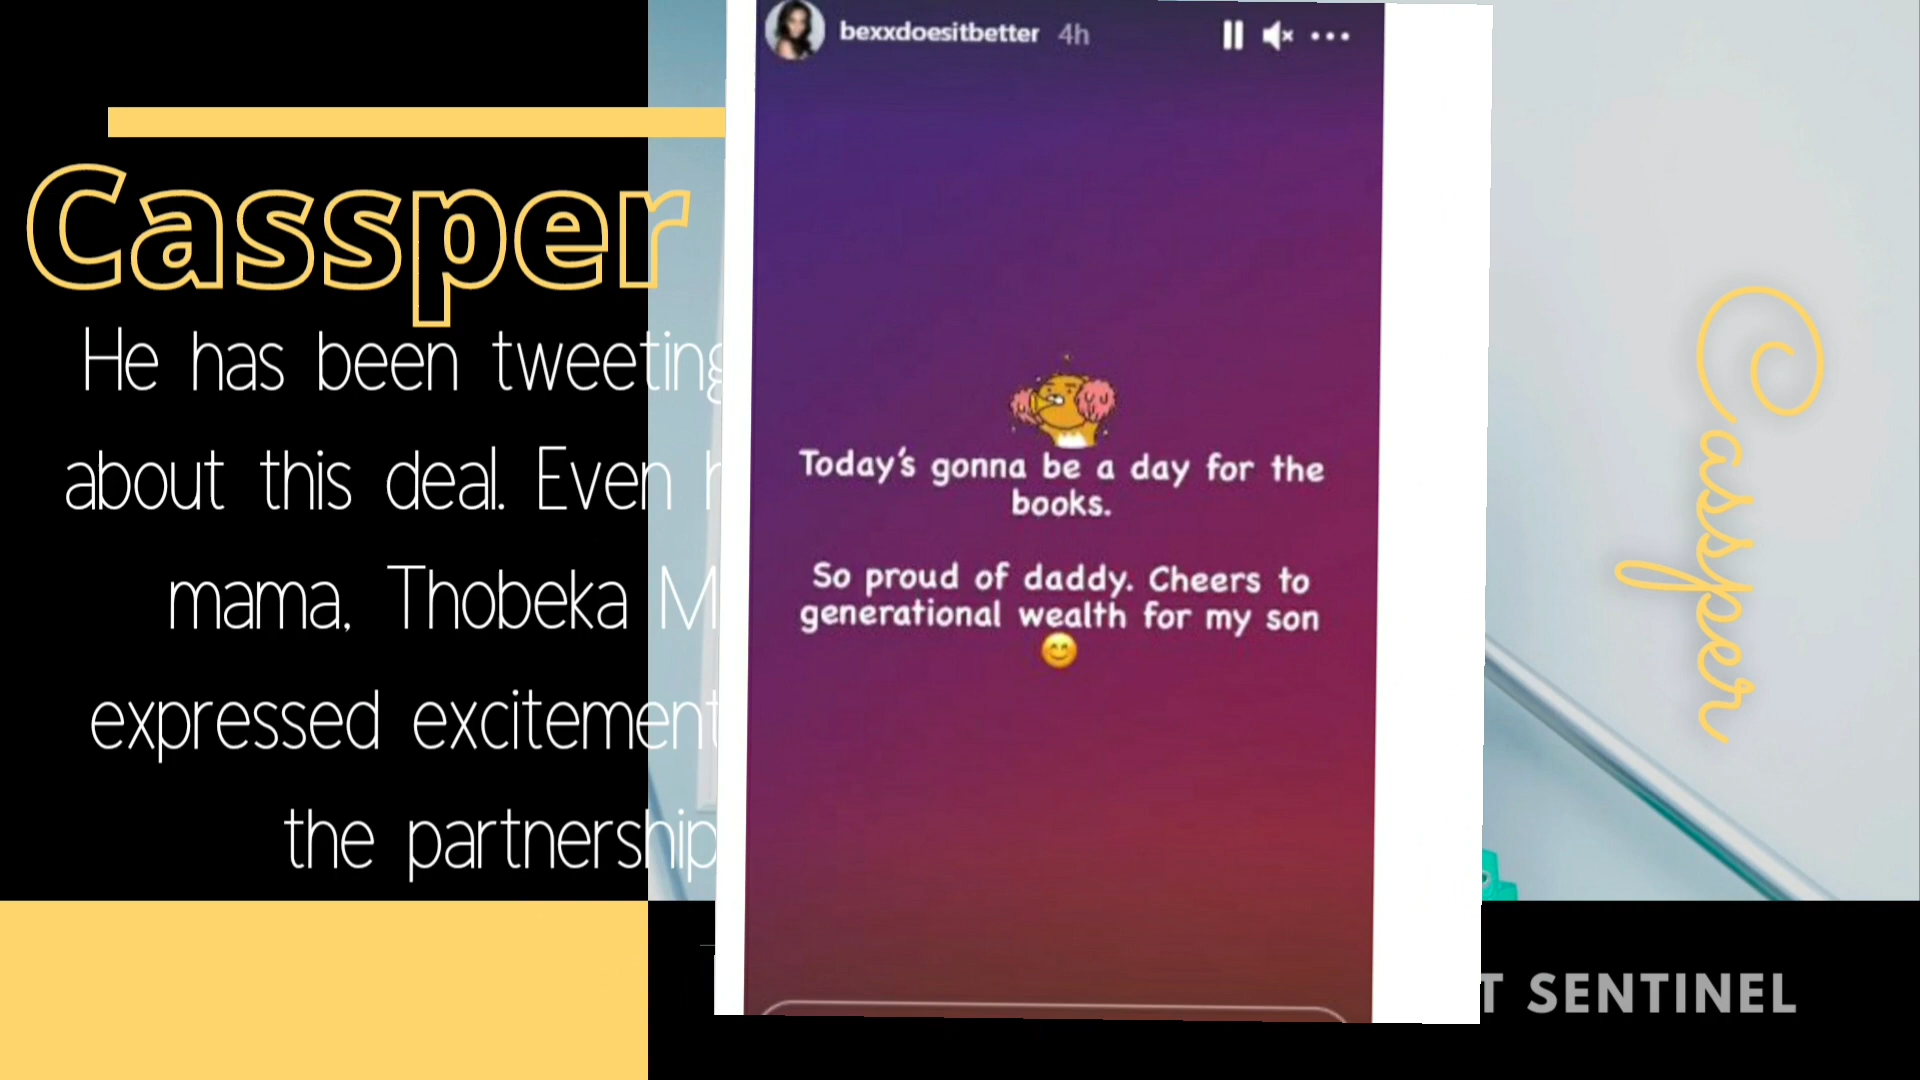 Cassper
He has been tweeting
about this deal. Even
mama, Thobeka
expressed excitement
the partnership
bexxdoesitbetter 4h
Today's gonna be a day for the
books.
So proud of daddy. Cheers to
generational wealth for my son
Cassper
SENTINEL